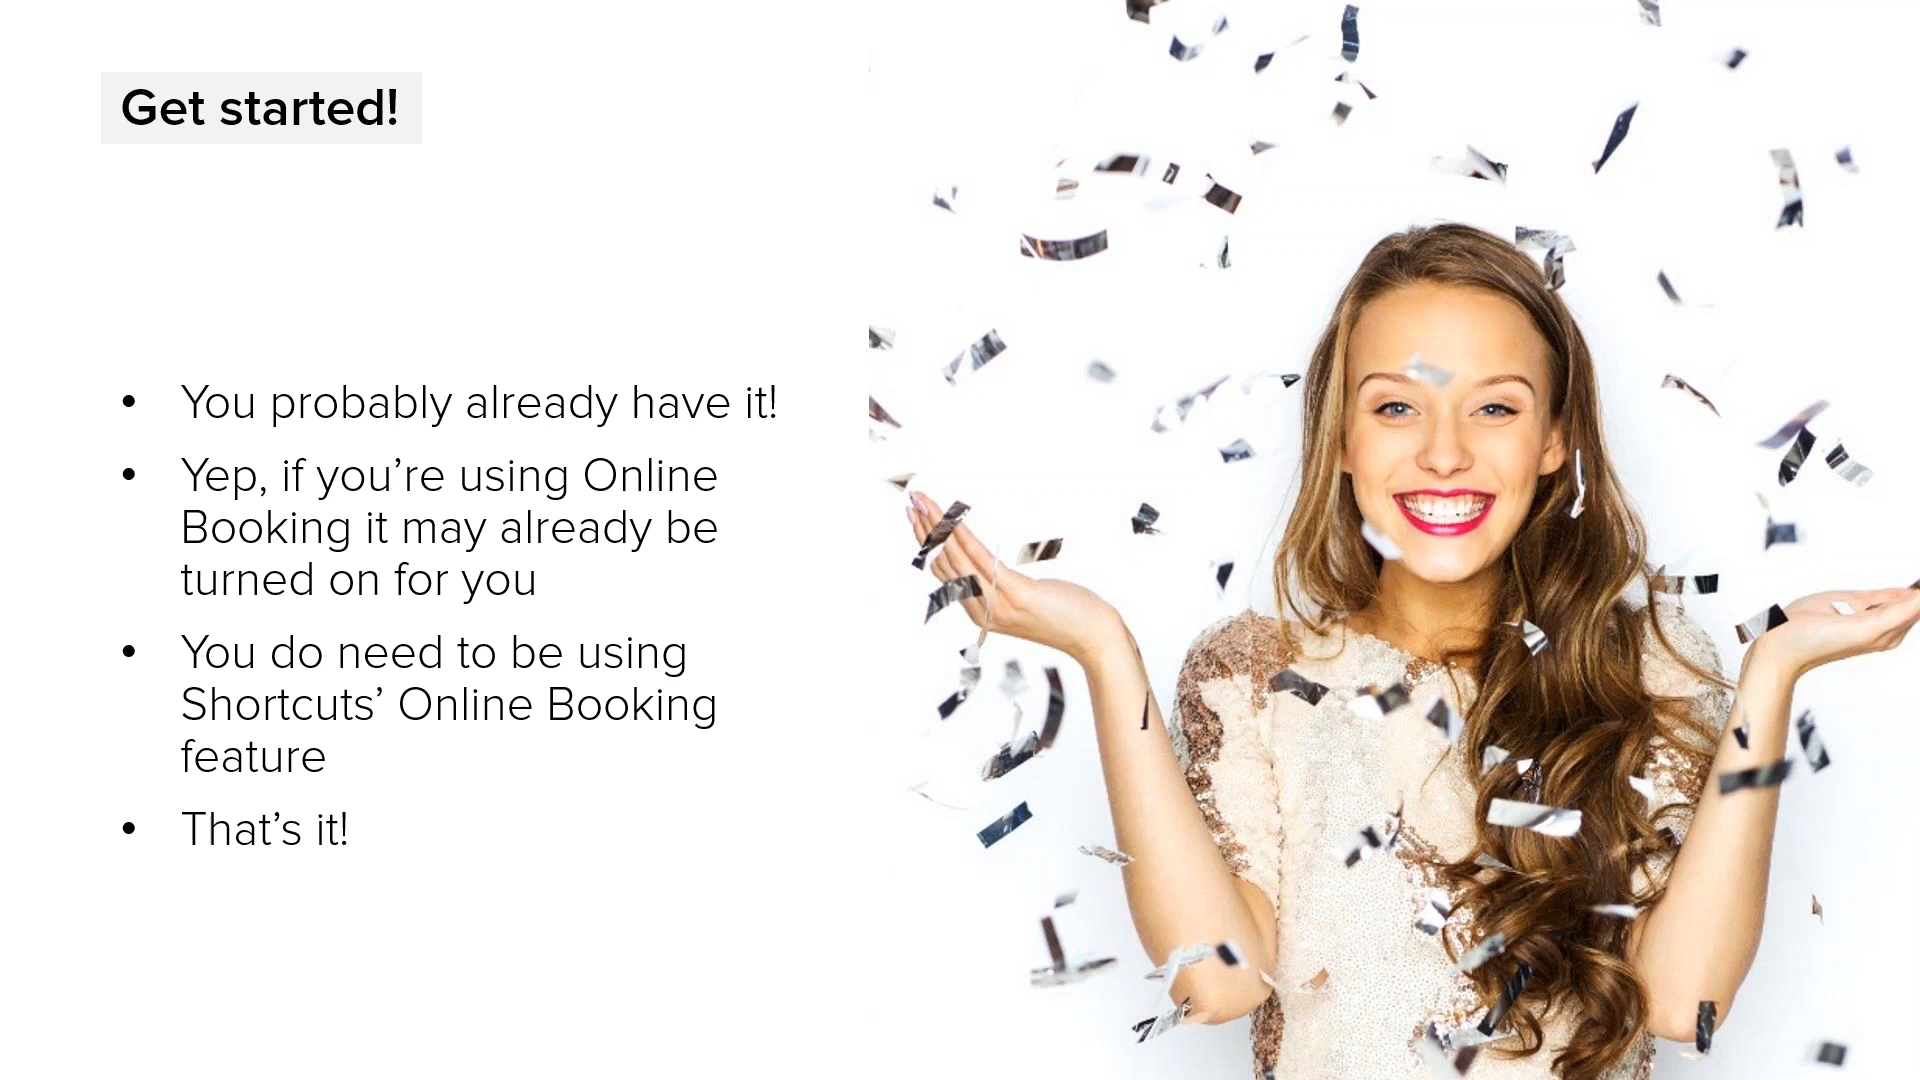 Get started!
• You probably already have it!
• Yep, if you’re using Online
Booking it may already be
turned on for you
• You do need to be using
Shortcuts’ Online Booking
feature
• That’s it!